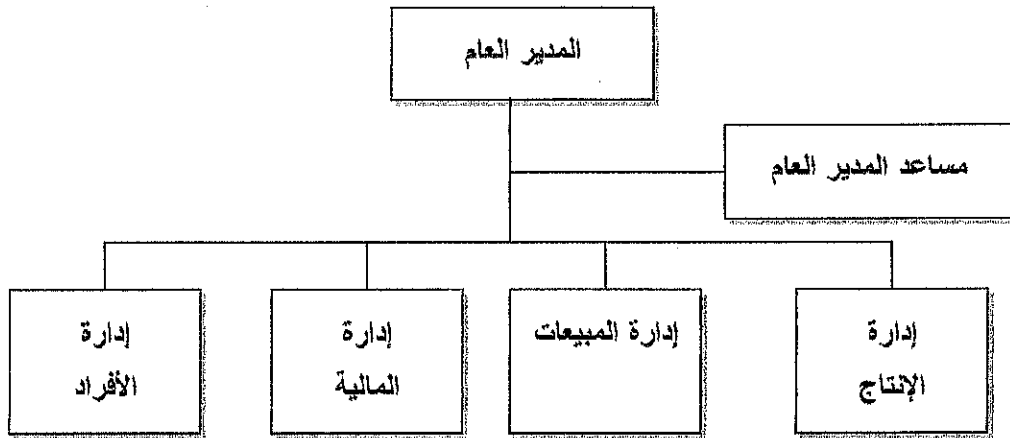 المدير العام
مساعد المدير العام
إدارة
الإنتاج
إدارة المبيعات
إدارة
المالية
إدارة
الأفراد